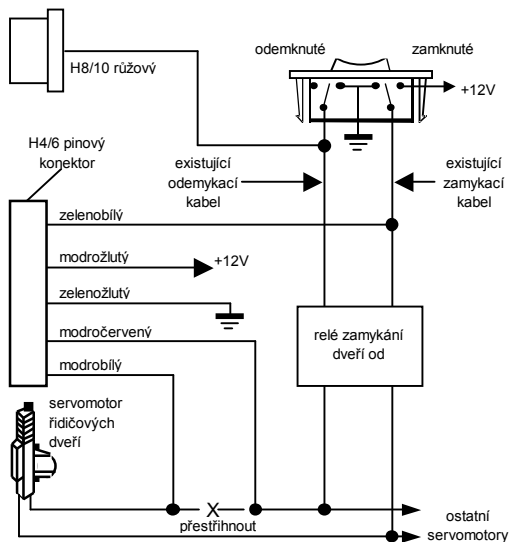 odemknuté
zamknuté
H8/10 růžový
+12V
H4/6 pinový
konektor
existující
odemykací
kabel
existující
zamykací
kabel
zelenobílý
modrožlutý
+12V
zelenožlutý
modročervený
relé zamykání
dveří od
modrobílý
servomotor
řidičových
dveří
X
přestřihnout
ostatní
servomotory